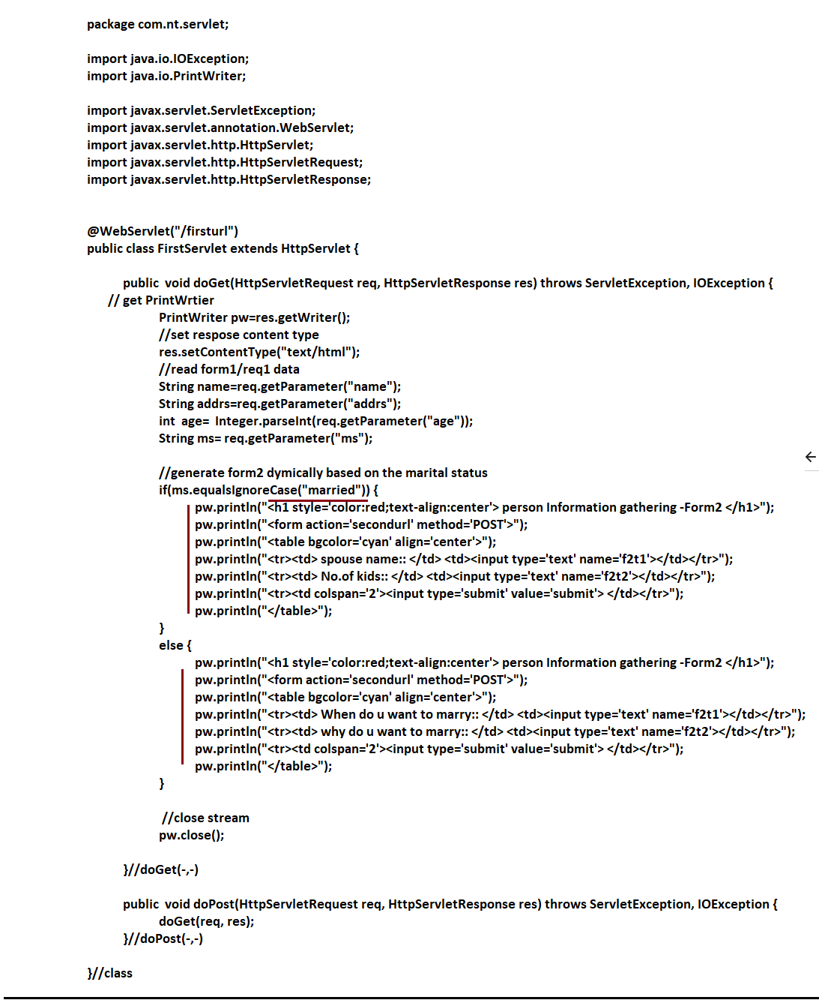 package com.nt.servlet;
import java.io.IOException;
import java.io.PrintWriter;
import javax.servlet.ServletException;
import javax.servlet.annotation.WebServlet;
import javax.servlet.http.HttpServlet;
import javax.servlet.http.HttpServletRequest;
import javax.servlet.http.HttpServletResponse;
@WebServlet("/firsturl")
public class FirstServlet extends HttpServlet {
public  void doGet(HttpServletRequest req, HttpServletResponse res) throws ServletException, IOException {
// get PrintWrtier
PrintWriter pw=res.getWriter();
//set respose content type
res.setContentType("text/html");
//read form1/req1 data
String name=req.getParameter("name");
String addrs=req.getParameter("addrs");
int  age=  Integer.parseInt(req.getParameter("age"));
String ms= req.getParameter("ms");
//generate form2 dymically based on the marital status
if(ms.equalsIgnoreCase("married")) {
pw.println("<h1 style='color:red;text-align:center'> person Information gathering -Form2 </h1>");
pw.println("<form action='secondurl' method='POST'>");
pw.println("<table bgcolor='cyan' align='center'>");
pw.println("<tr><td> spouse name:: </td> <td><input type='text' name='f2t1'></td></tr>");
pw.println("<tr><td> No.of kids:: </td> <td><input type='text' name='f2t2'></td></tr>");
pw.println("<tr><td colspan='2'><input type='submit' value='submit'> </td></tr>");
pw.println("</table>");
}
else {
pw.println("<h1 style='color:red;text-align:center'> person Information gathering -Form2 </h1>");
pw.println("<form action='secondurl' method='POST'>");
pw.println("<table bgcolor='cyan' align='center'>");
pw.println("<tr><td> When do u want to marry:: </td> <td><input type='text' name='f2t1'></td></tr>");
pw.println("<tr><td> why do u want to marry:: </td> <td><input type='text' name='f2t2'></td></tr>");
pw.println("<tr><td colspan='2'><input type='submit' value='submit'> </td></tr>");
pw.println("</table>");
}
//close stream
pw.close();
}//doGet(-,-)
public  void doPost(HttpServletRequest req, HttpServletResponse res) throws ServletException, IOException {
doGet(req, res);
}//doPost(-,-)
}//class